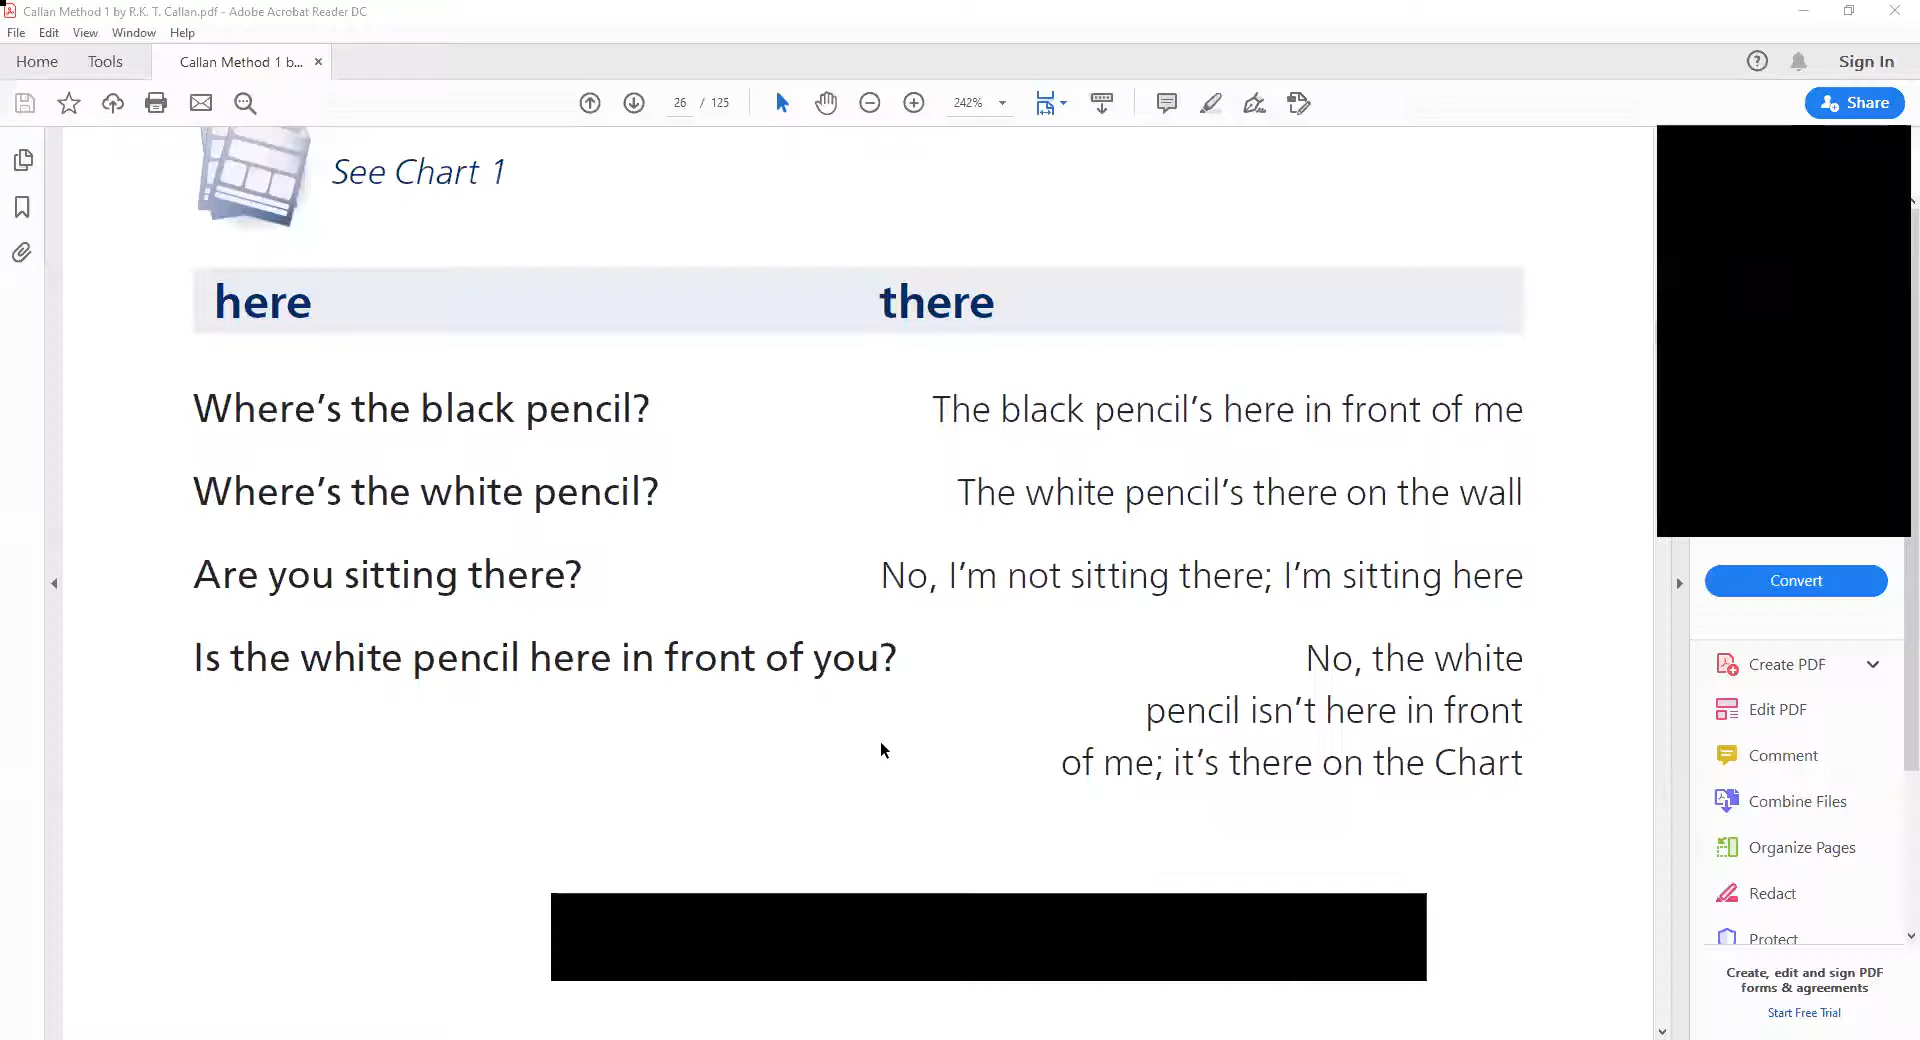 Callan Method 1 by R.K. T. Callan.pdf - Adobe Acrobat Reader DC
File Edit View Window Help
Home Tools Callan Method 1 b... × Sign In
26 / 125 242% Share
See Chart 1
here there
Where's the black pencil? The black pencil's here in front of me
Where's the white pencil? The white pencil's there on the wall
Are you sitting there? No, I'm not sitting there; I'm sitting here
Is the white pencil here in front of you? No, the white
pencil isn't here in front
of me; it's there on the Chart
Convert
Create PDF
Edit PDF
Comment
Combine Files
Organize Pages
Redact
Protect
Create, edit and sign PDF
forms & agreements
Start Free Trial